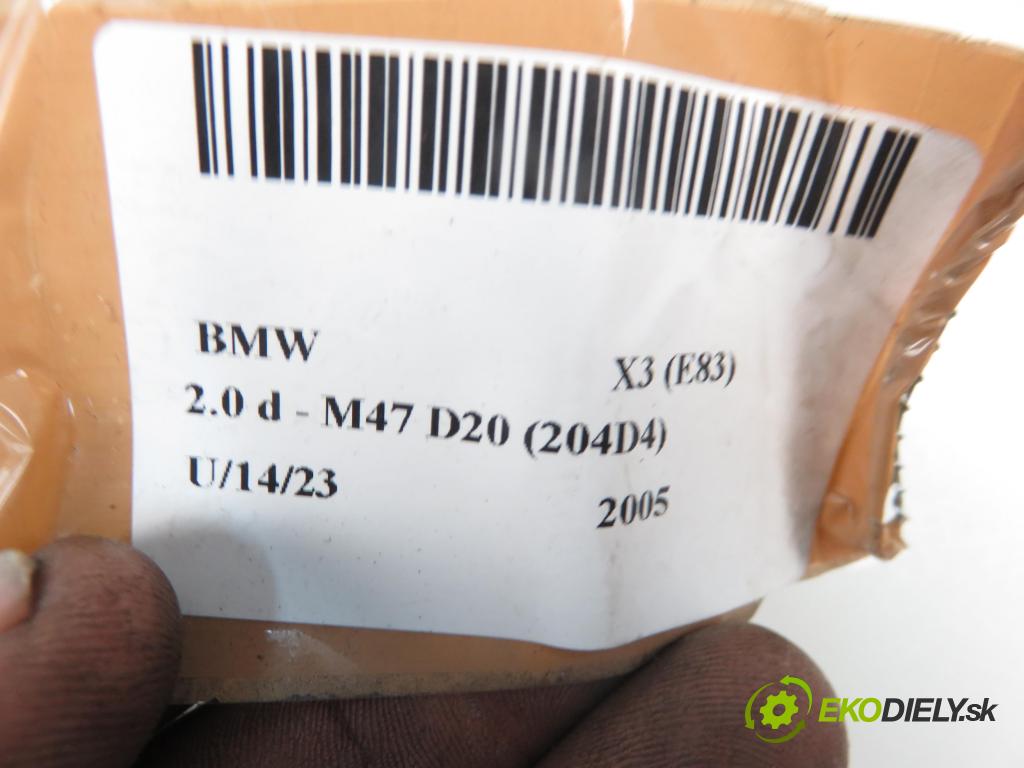 BMW X3 (E83)
2.0 d - M47 D20 (204D4)
U/14/23 2005
EKODIELY.sk